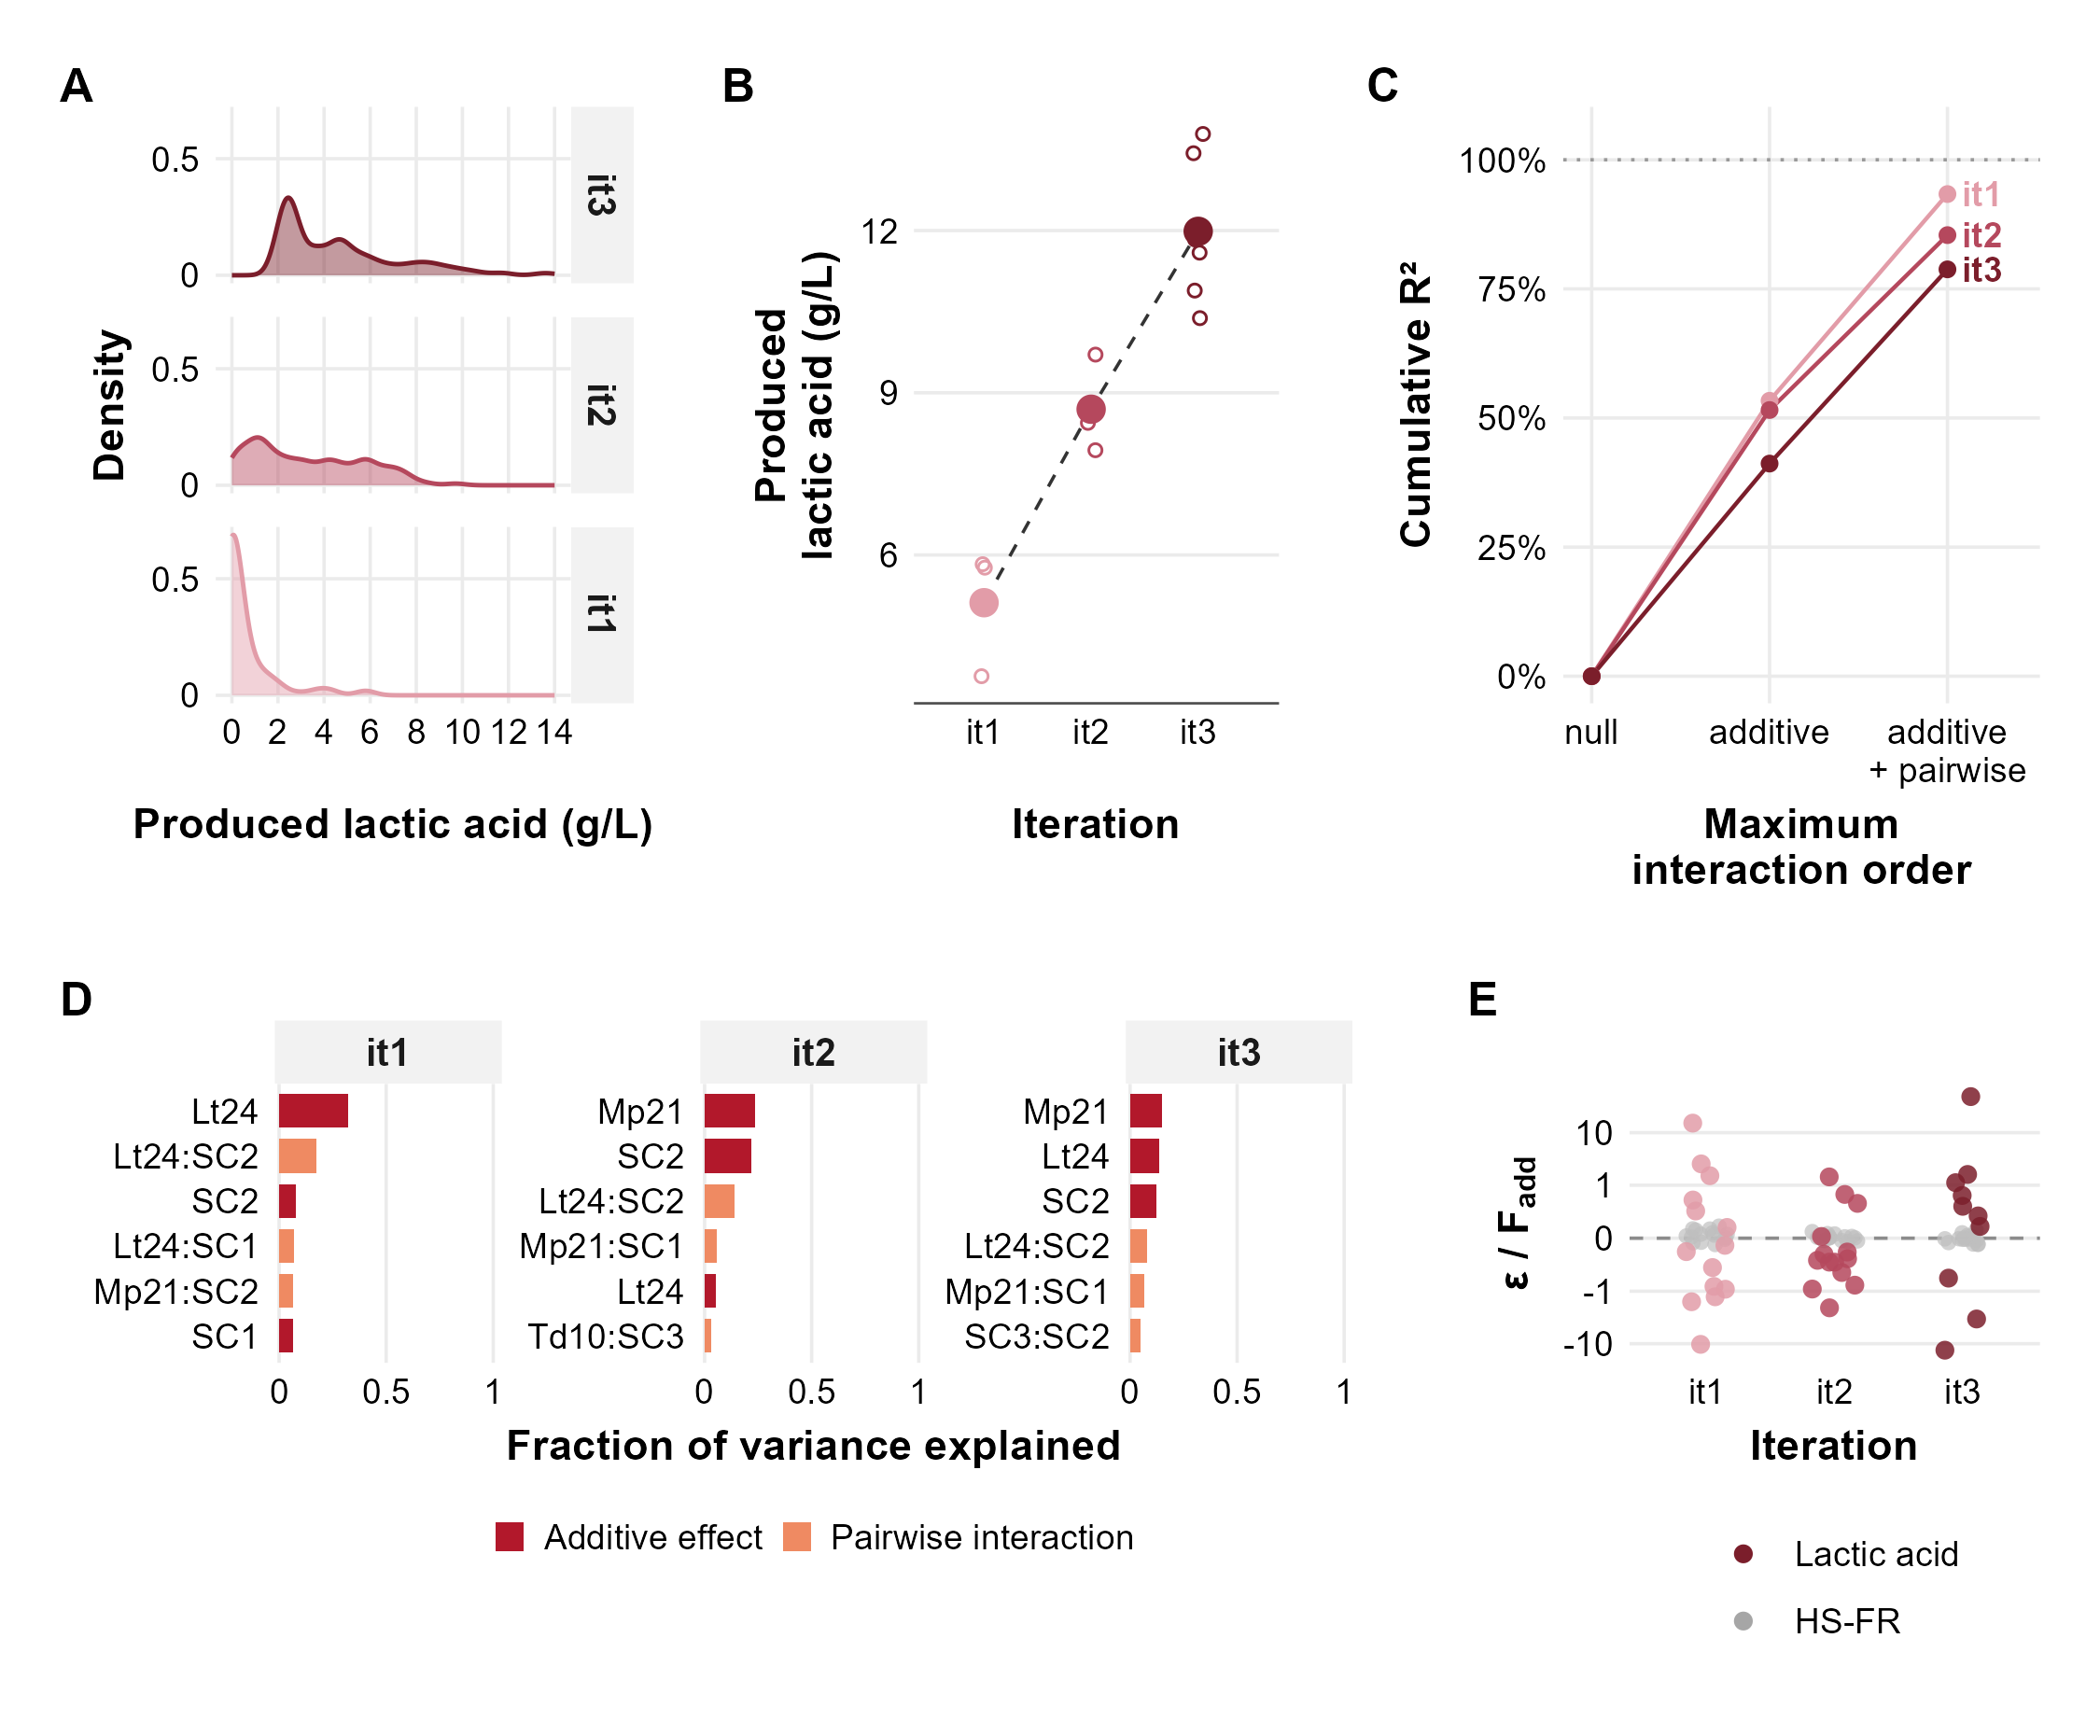 A
0.5
0
it3
0.5
0
it2
0.5
0
it1
Density
0 2 4 6 8 10 12 14
Produced lactic acid (g/L)
B
Produced
lactic acid (g/L)
12
9
6
it1 it2 it3
Iteration
C
Cumulative R²
100%
75%
50%
25%
0%
it1
it2
it3
null additive additive
+ pairwise
Maximum
interaction order
D
it1
Lt24
Lt24:SC2
SC2
Lt24:SC1
Mp21:SC2
SC1
0 0.5 1
it2
Mp21
SC2
Lt24:SC2
Mp21:SC1
Lt24
Td10:SC3
0 0.5 1
it3
Mp21
Lt24
SC2
Lt24:SC2
Mp21:SC1
SC3:SC2
0 0.5 1
Fraction of variance explained
Additive effect Pairwise interaction
E
ε / Fadd
10
1
0
-1
-10
it1 it2 it3
Iteration
Lactic acid
HS-FR